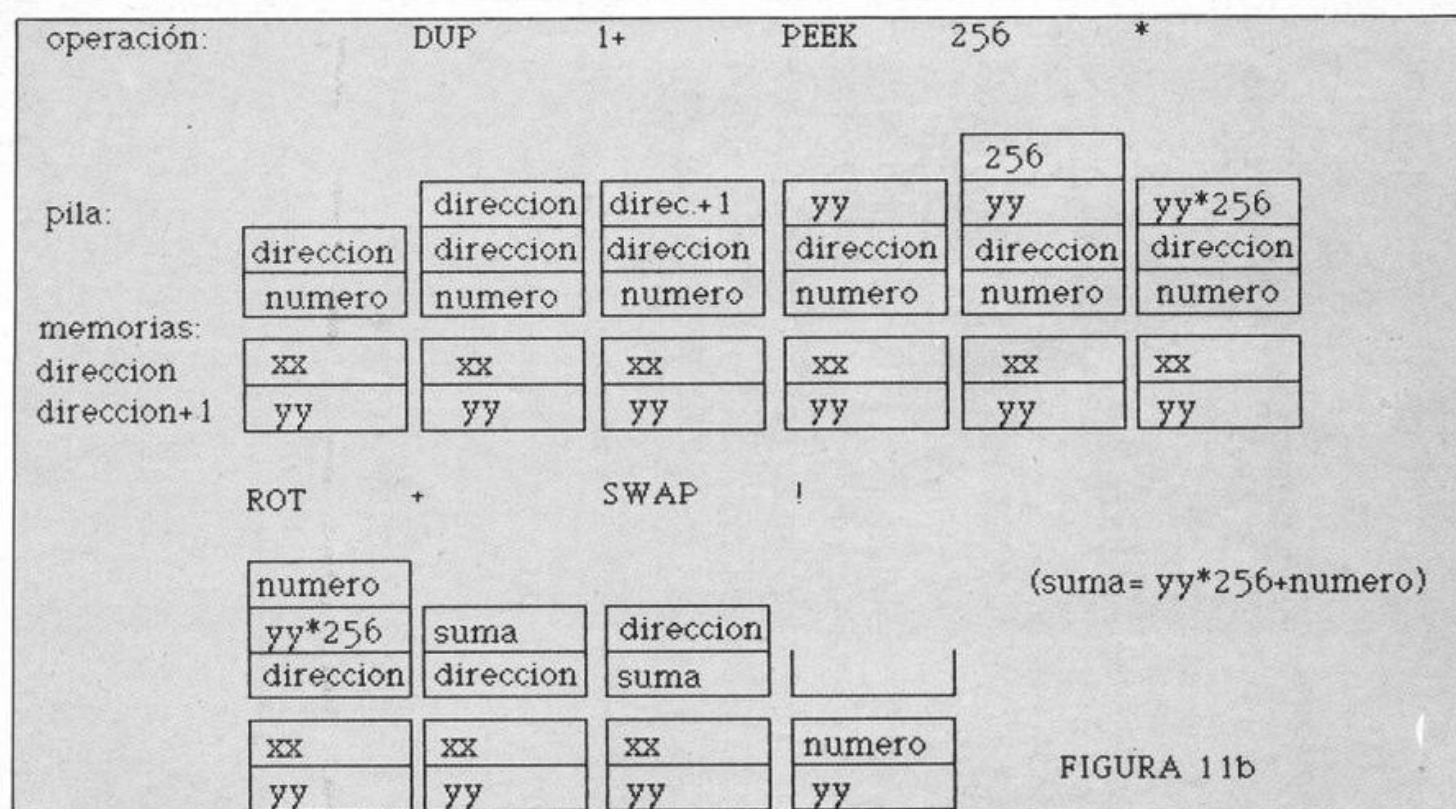 operación: DUP 1+ PEEK 256 *
256
pila: direccion direc.+1 yy yy yy*256
direccion direccion direccion direccion direccion direccion
numero numero numero numero numero numero
memorias:
direccion xx xx xx xx xx xx
direccion+1 yy yy yy yy yy yy
ROT + SWAP !
numero (suma= yy*256+numero)
yy*256 suma direccion
direccion direccion suma
xx xx xx numero
yy yy yy yy
FIGURA 11b